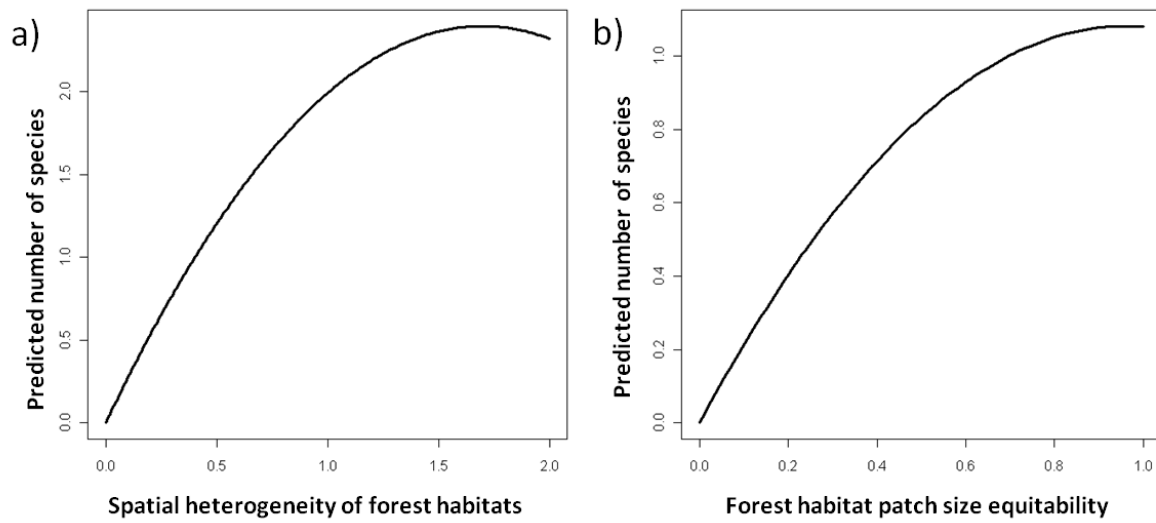 a)
Predicted number of species
2.0
1.5
1.0
0.5
0.0
0.0 0.5 1.0 1.5 2.0
Spatial heterogeneity of forest habitats
b)
Predicted number of species
1.0
0.8
0.6
0.4
0.2
0.0
0.0 0.2 0.4 0.6 0.8 1.0
Forest habitat patch size equitability